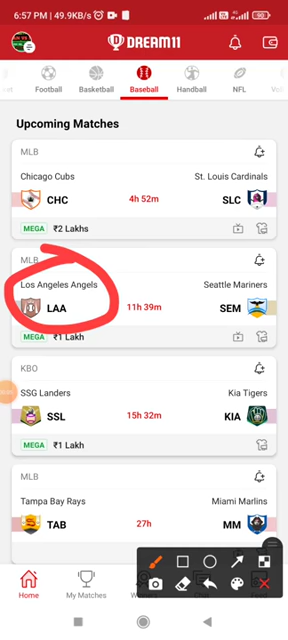 6:57 PM | 49.9KB/s
4G
90
DREAM11
Football
Basketball
Baseball
Handball
NFL
Upcoming Matches
MLB
Chicago Cubs
St. Louis Cardinals
CHC
4h 52m
SLC
MEGA ₹2 Lakhs
MLB
Los Angeles Angels
Seattle Mariners
LAA
11h 39m
SEM
MEGA ₹1 Lakh
KBO
SSG Landers
Kia Tigers
SSL
15h 32m
KIA
MEGA ₹1 Lakh
MLB
Tampa Bay Rays
Miami Marlins
TAB
27h
MM
Home
My Matches